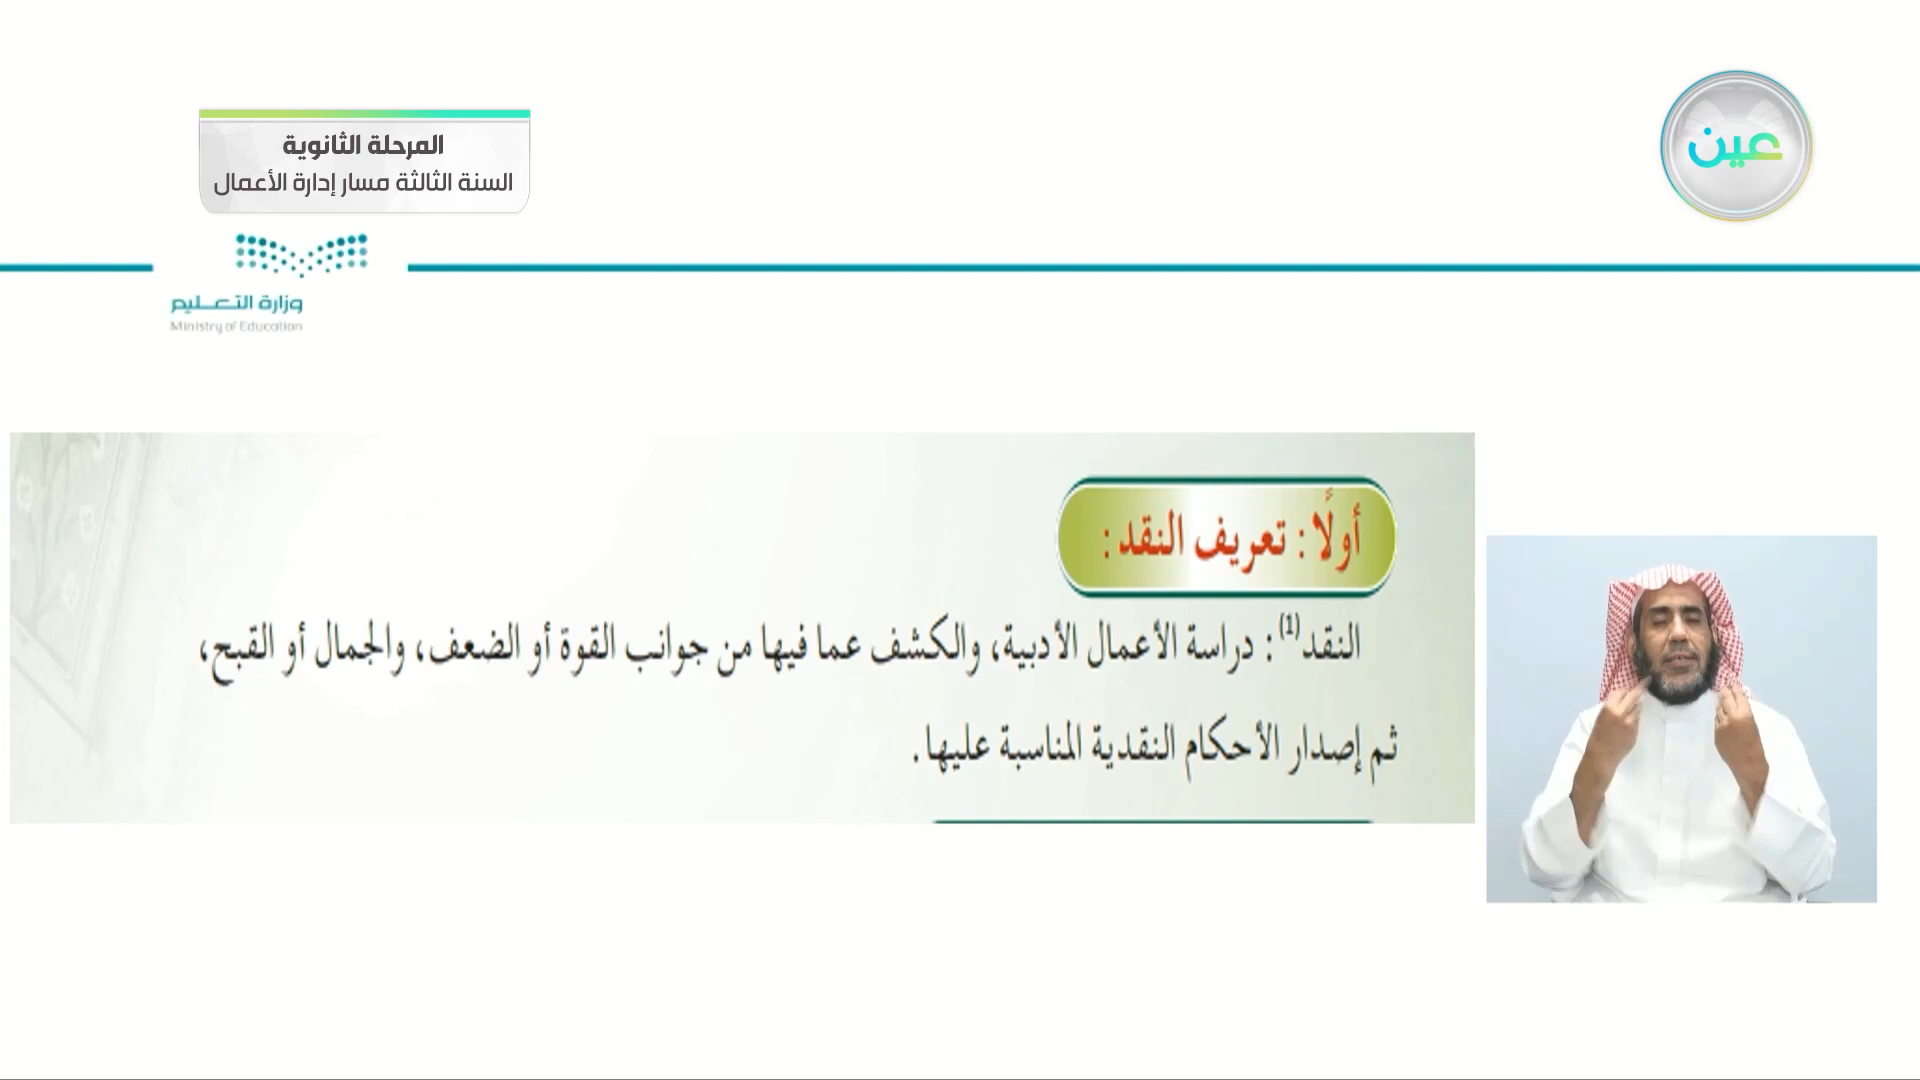 المرحلة الثانوية
السنة الثالثة مسار إدارة الأعمال
عين
وزارة التعليم
Ministry of Education
أولًا : تعريف النقد :
النقد(1) : دراسة الأعمال الأدبية، والكشف عما فيها من جوانب القوة أو الضعف، والجمال أو القبح،
ثم إصدار الأحكام النقدية المناسبة عليها.